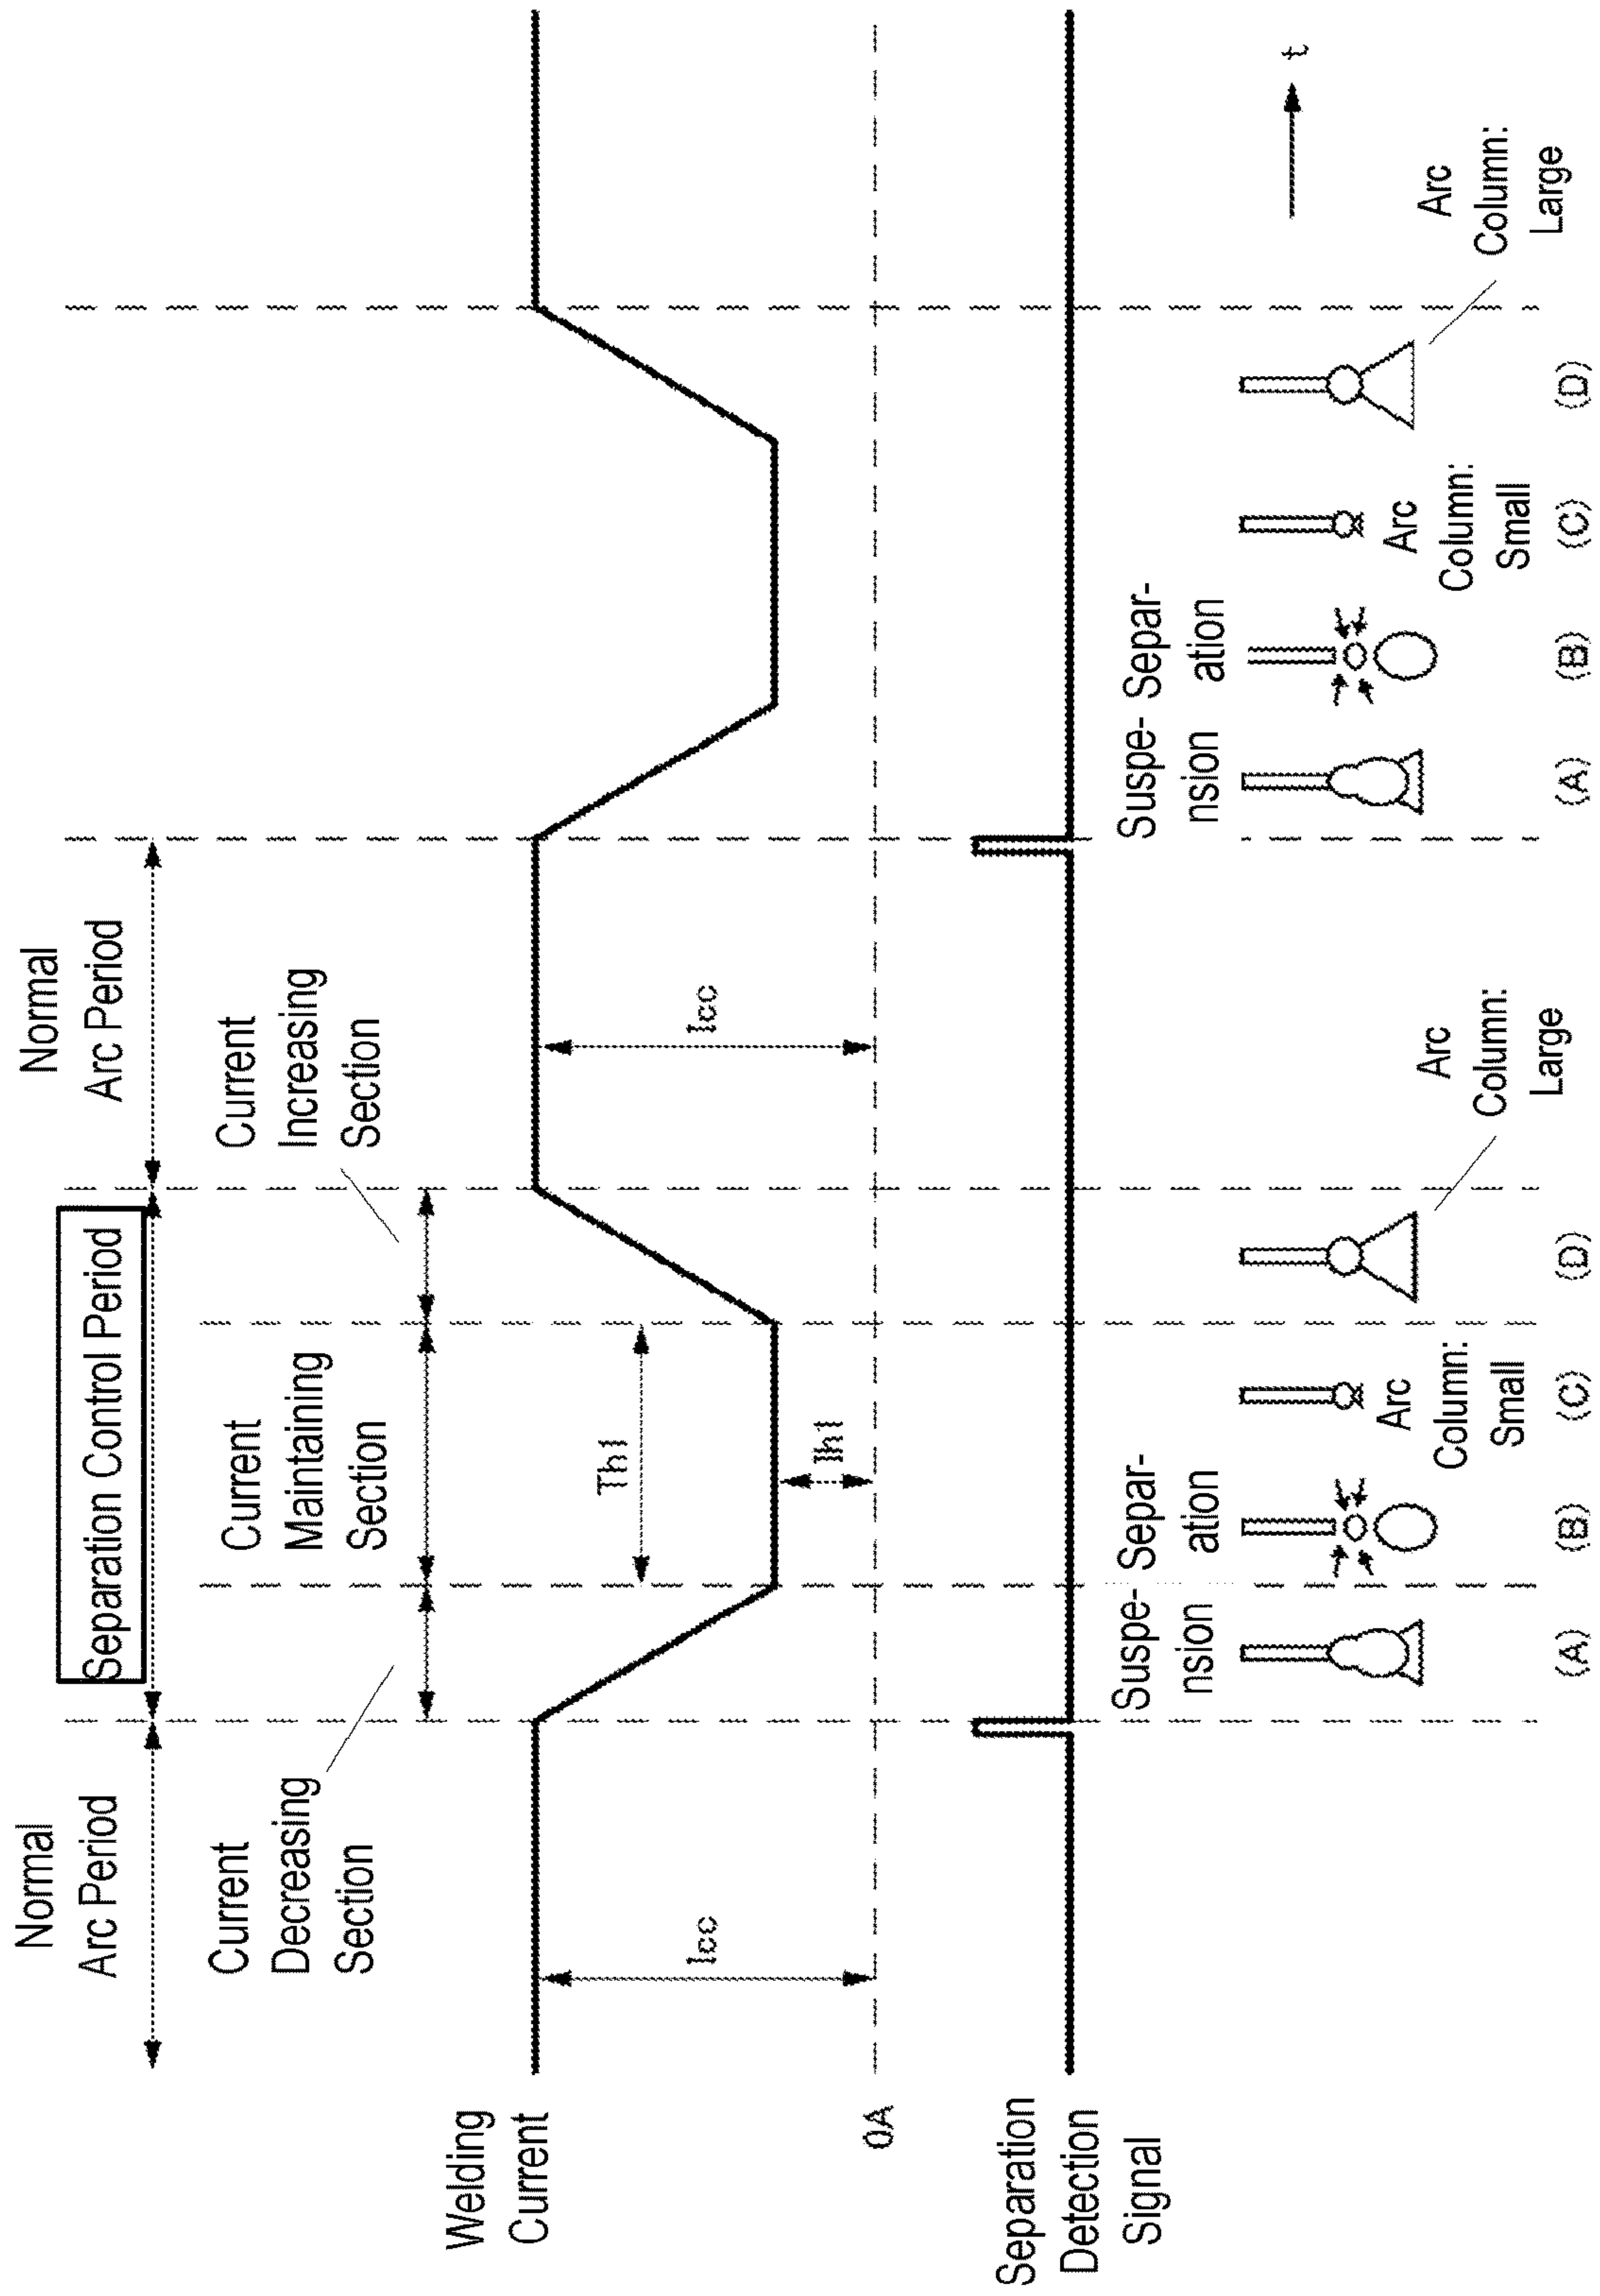 Normal
Arc Period
Separation Control Period
Normal
Arc Period
Current
Decreasing
Section
Current
Maintaining
Section
Current
Increasing
Section
Welding
Current
Icc
Th1
Ih1
Icc
0A
Separation
Detection
Signal
Suspe-
nsion
Separ-
ation
Suspe-
nsion
Separ-
ation
t
Arc
Column:
Small
Arc
Column:
Large
Arc
Column:
Small
Arc
Column:
Large
(A)
(B)
(C)
(D)
(A)
(B)
(C)
(D)